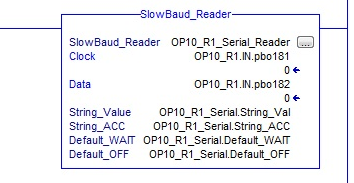 SlowBaud_Reader
SlowBaud_Reader OP10_R1_Serial_Reader ...
Clock OP10_R1.IN.pbo181
0
Data OP10_R1.IN.pbo182
0
String_Value OP10_R1_Serial.String_Val
String_ACC OP10_R1_Serial.String_ACC
Default_WAIT OP10_R1_Serial.Default_WAIT
Default_OFF OP10_R1_Serial.Default_OFF